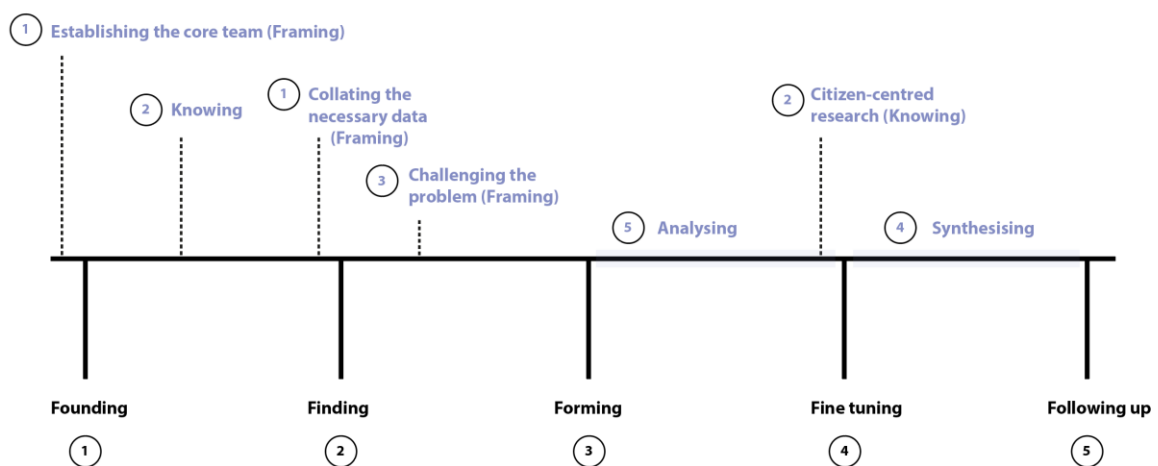 1 Establishing the core team (Framing)
2 Knowing
1 Collating the
necessary data
(Framing)
3 Challenging the
problem (Framing)
2 Citizen-centred
research (Knowing)
5 Analysing
4 Synthesising
Founding
Finding
Forming
Fine tuning
Following up
1
2
3
4
5